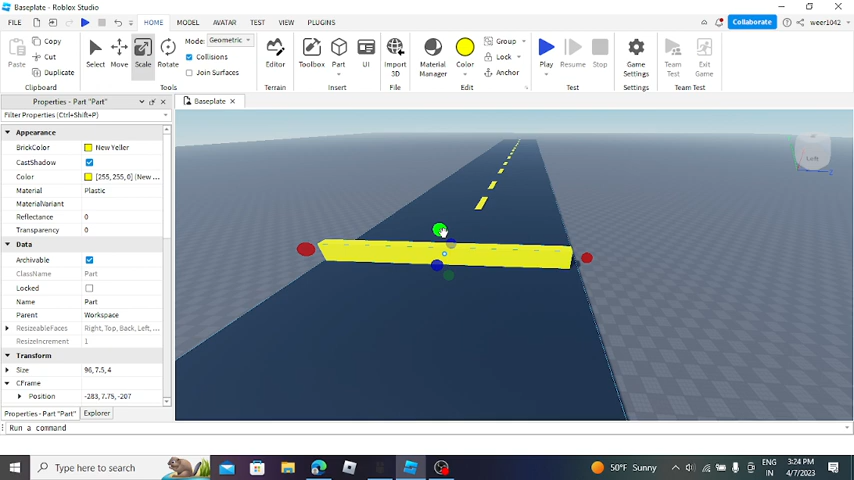 Baseplate - Roblox Studio
FILE HOME MODEL AVATAR TEST VIEW PLUGINS Collaborate weer1042
Paste Copy Cut Duplicate Select Move Scale Rotate Mode: Geometric Collisions Join Surfaces Editor Toolbox Part UI Import 3D Material Manager Color Group Lock Anchor Play Resume Stop Game Settings Team Test Exit Game
Clipboard Tools Terrain Insert File Edit Test Settings Team Test
Properties - Part "Part" Baseplate
Filter Properties (Ctrl+Shift+P)
Appearance
BrickColor New Yeller
CastShadow
Color [255, 255, 0] (New ...
Material Plastic
MaterialVariant
Reflectance 0
Transparency 0
Data
Archivable
ClassName Part
Locked
Name Part
Parent Workspace
ResizeableFaces Right, Top, Back, Left, ...
ResizeIncrement 1
Transform
Size 96, 7.5, 4
CFrame
Position -283, 7.75, -207
Left
Z
Properties - Part "Part" Explorer
Run a command
Type here to search
50°F Sunny
ENG
IN
3:24 PM
4/7/2023